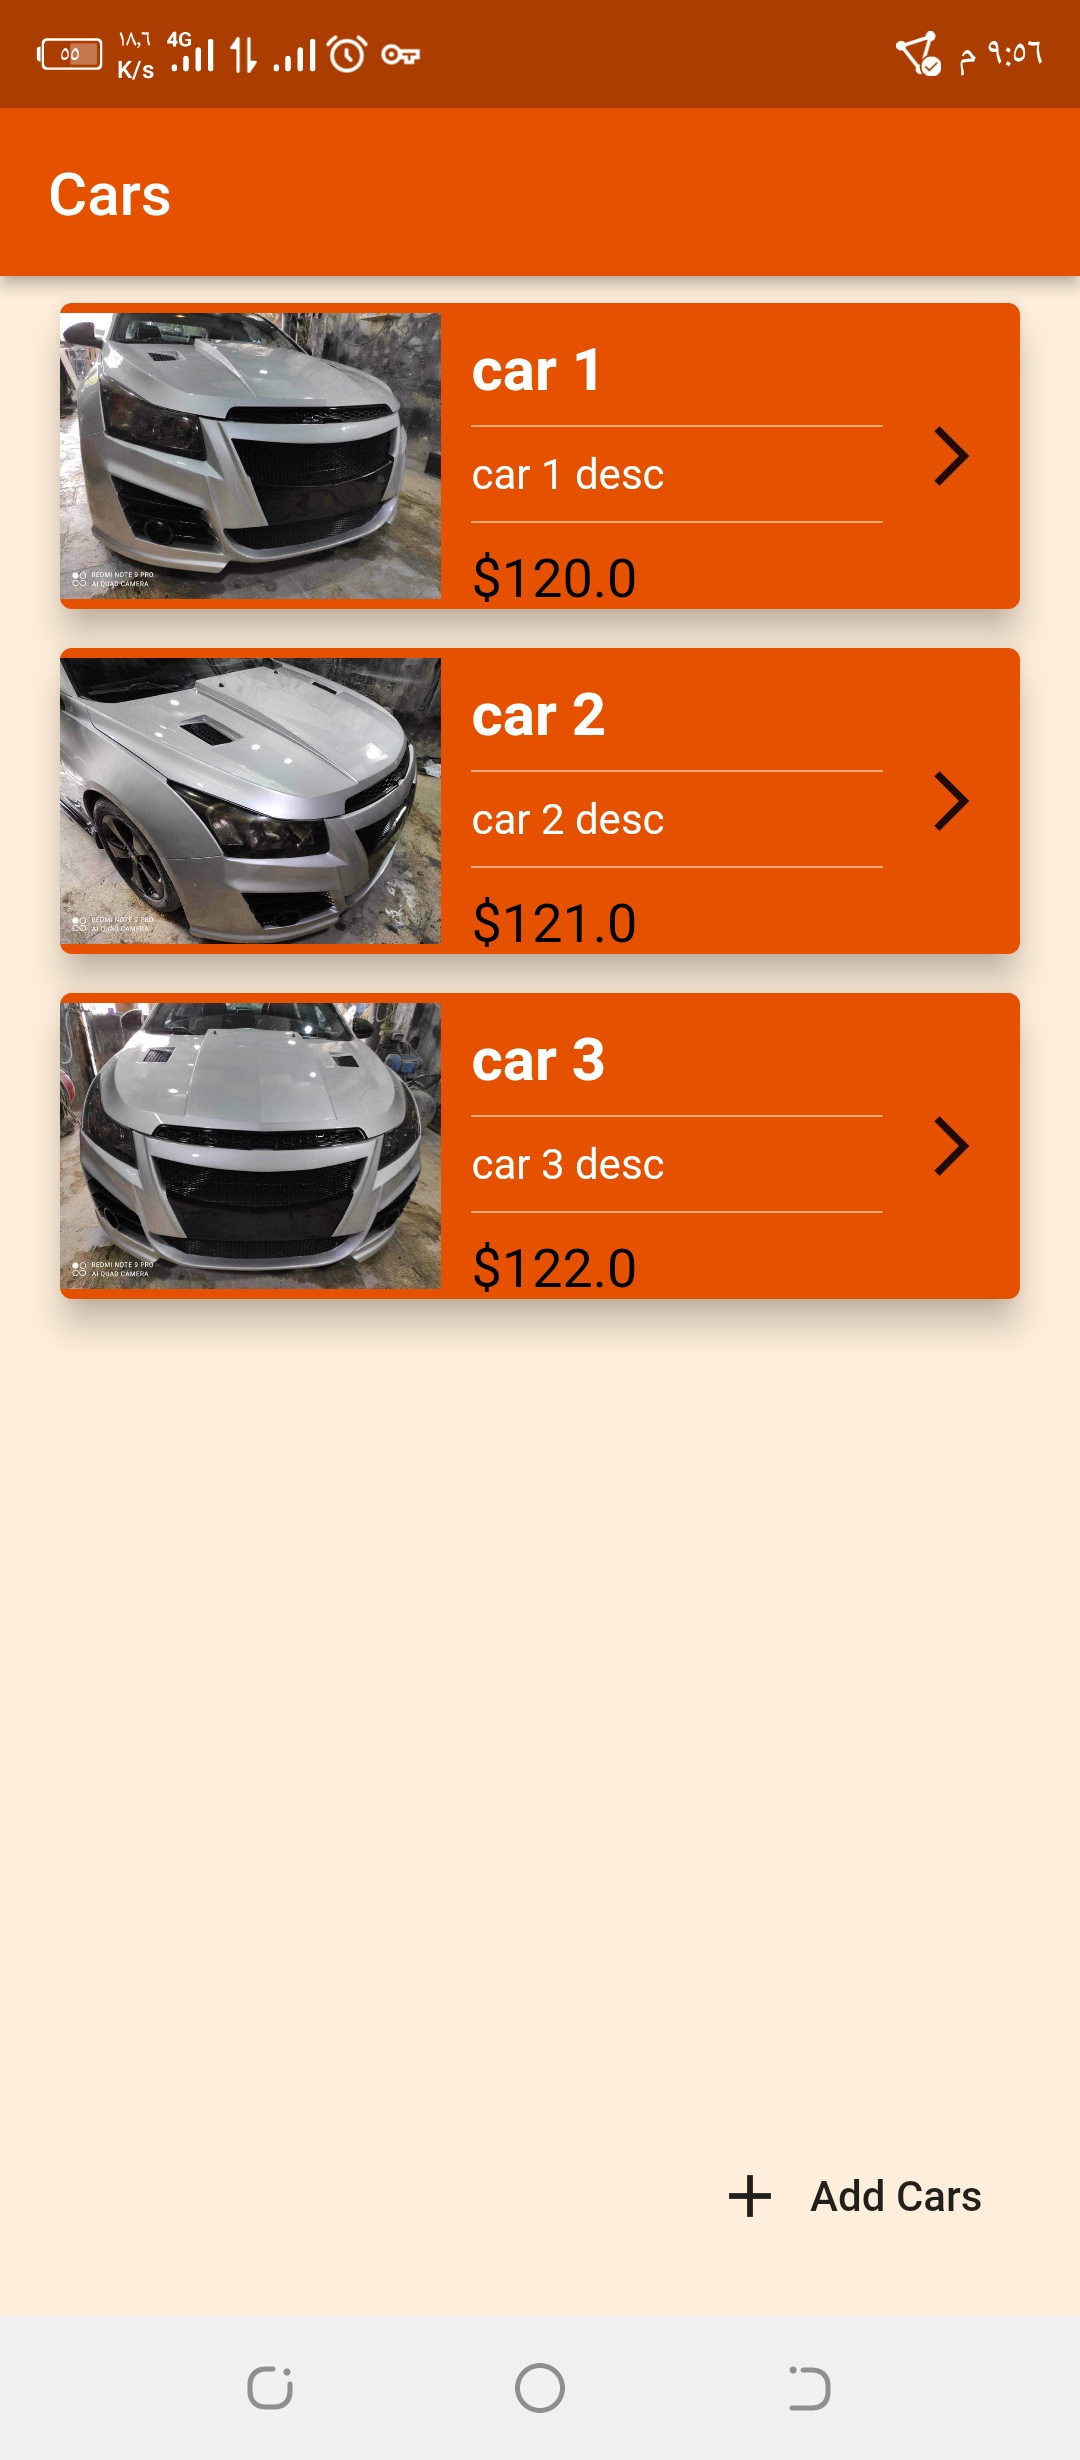 ٥٥
١٨,٦
K/s
4G
٩:٥٦ م
Cars
car 1
car 1 desc
$120.0
REDMI NOTE 9 PRO
AI QUAD CAMERA
car 2
car 2 desc
$121.0
REDMI NOTE 9 PRO
AI QUAD CAMERA
car 3
car 3 desc
$122.0
REDMI NOTE 9 PRO
AI QUAD CAMERA
Add Cars